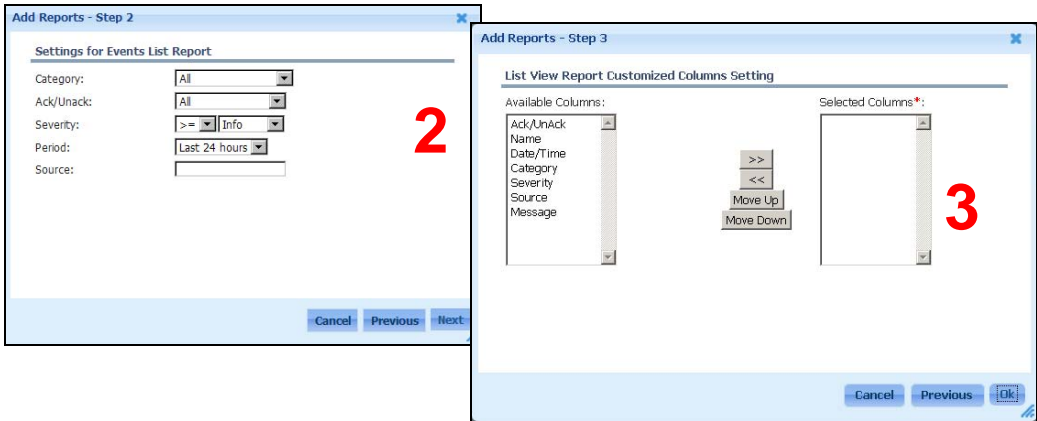 Add Reports - Step 2
Settings for Events List Report
Category: All
Ack/Unack: All
Severity: >= Info
Period: Last 24 hours
Source:
2
Cancel Previous Next
Add Reports - Step 3
List View Report Customized Columns Setting
Available Columns: Selected Columns*:
Ack/UnAck
Name
Date/Time
Category
Severity
Source
Message
>>
<<
Move Up
Move Down
3
Cancel Previous Ok